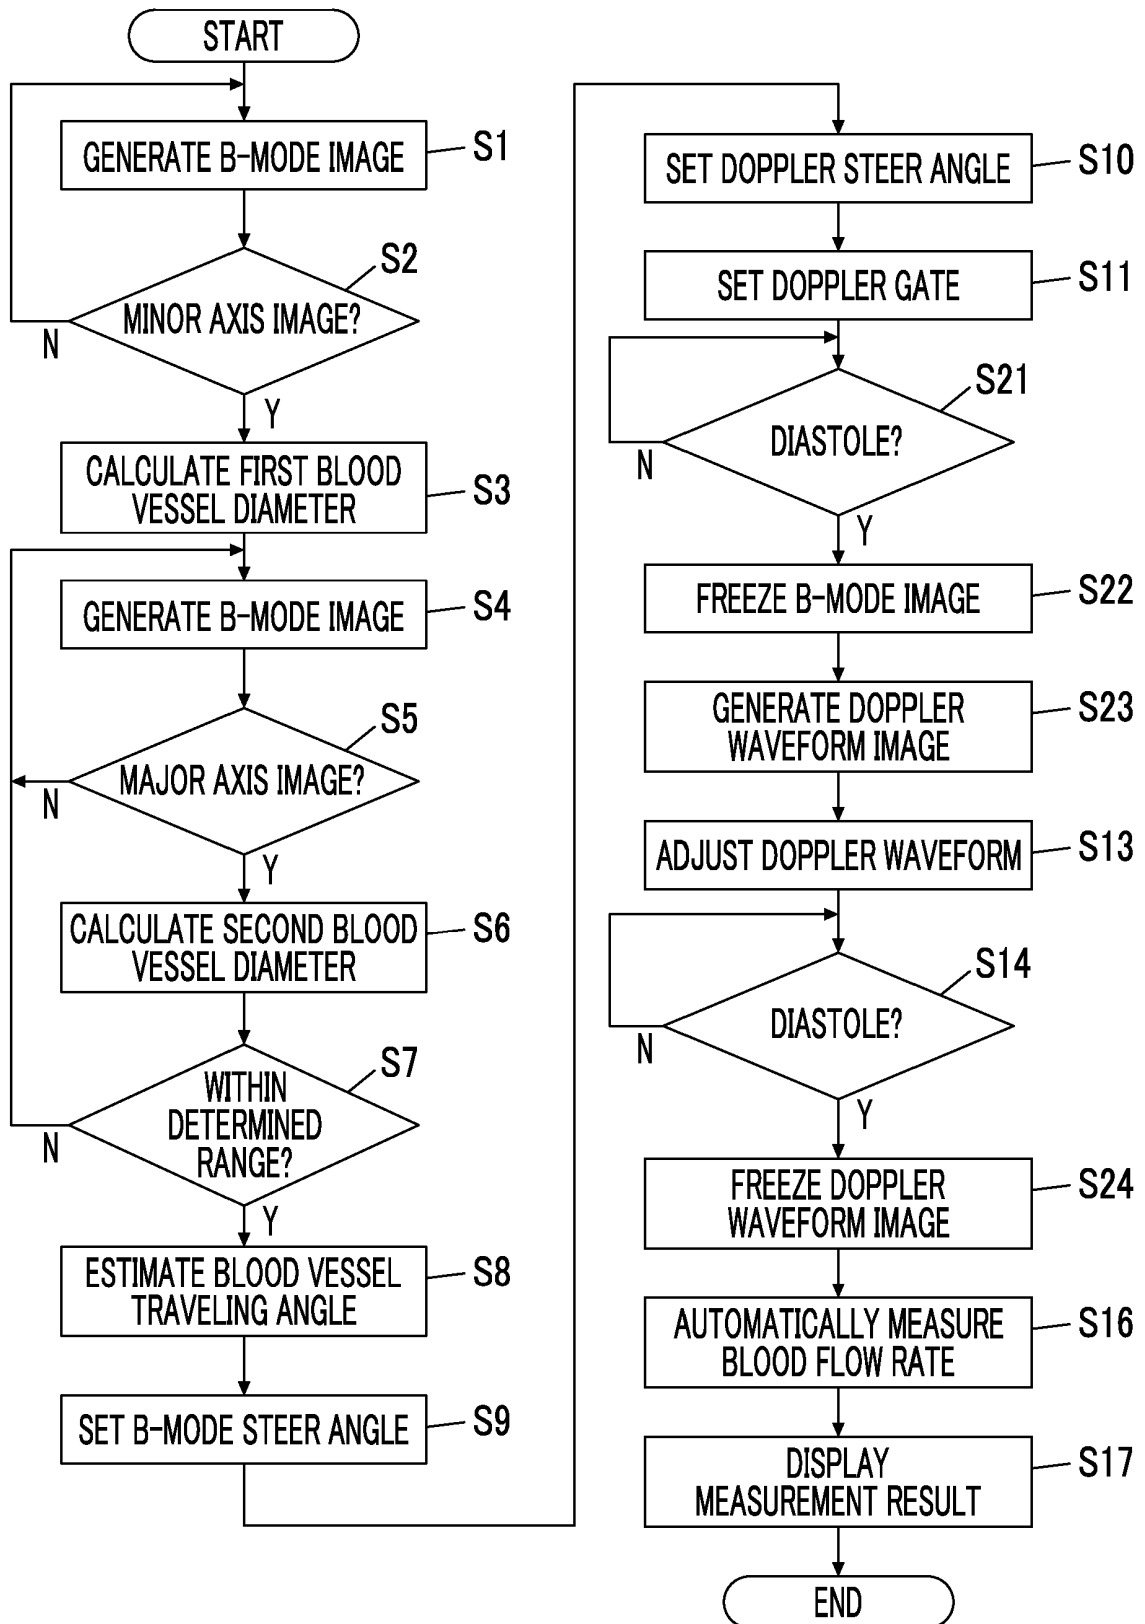 START
GENERATE B-MODE IMAGE
S1
S2
MINOR AXIS IMAGE?
N
Y
CALCULATE FIRST BLOOD
VESSEL DIAMETER
S3
GENERATE B-MODE IMAGE
S4
S5
MAJOR AXIS IMAGE?
N
Y
CALCULATE SECOND BLOOD
VESSEL DIAMETER
S6
S7
WITHIN
DETERMINED
RANGE?
N
Y
ESTIMATE BLOOD VESSEL
TRAVELING ANGLE
S8
SET B-MODE STEER ANGLE
S9
SET DOPPLER STEER ANGLE
S10
SET DOPPLER GATE
S11
S21
DIASTOLE?
N
Y
FREEZE B-MODE IMAGE
S22
GENERATE DOPPLER
WAVEFORM IMAGE
S23
ADJUST DOPPLER WAVEFORM
S13
S14
DIASTOLE?
N
Y
FREEZE DOPPLER
WAVEFORM IMAGE
S24
AUTOMATICALLY MEASURE
BLOOD FLOW RATE
S16
DISPLAY
MEASUREMENT RESULT
S17
END